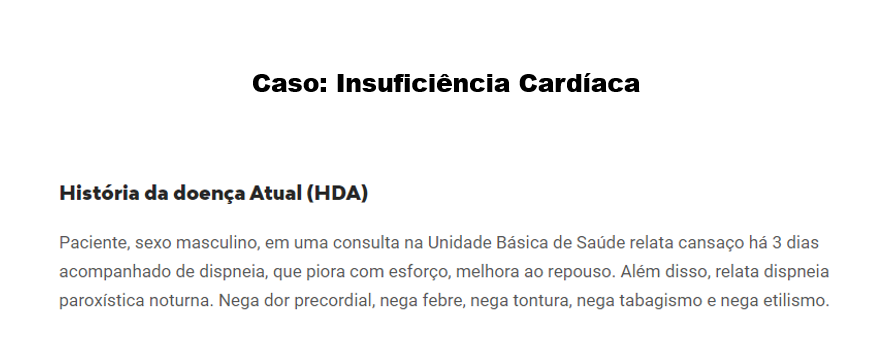 Caso: Insuficiência Cardíaca
História da doença Atual (HDA)
Paciente, sexo masculino, em uma consulta na Unidade Básica de Saúde relata cansaço há 3 dias
acompanhado de dispneia, que piora com esforço, melhora ao repouso. Além disso, relata dispneia
paroxística noturna. Nega dor precordial, nega febre, nega tontura, nega tabagismo e nega etilismo.